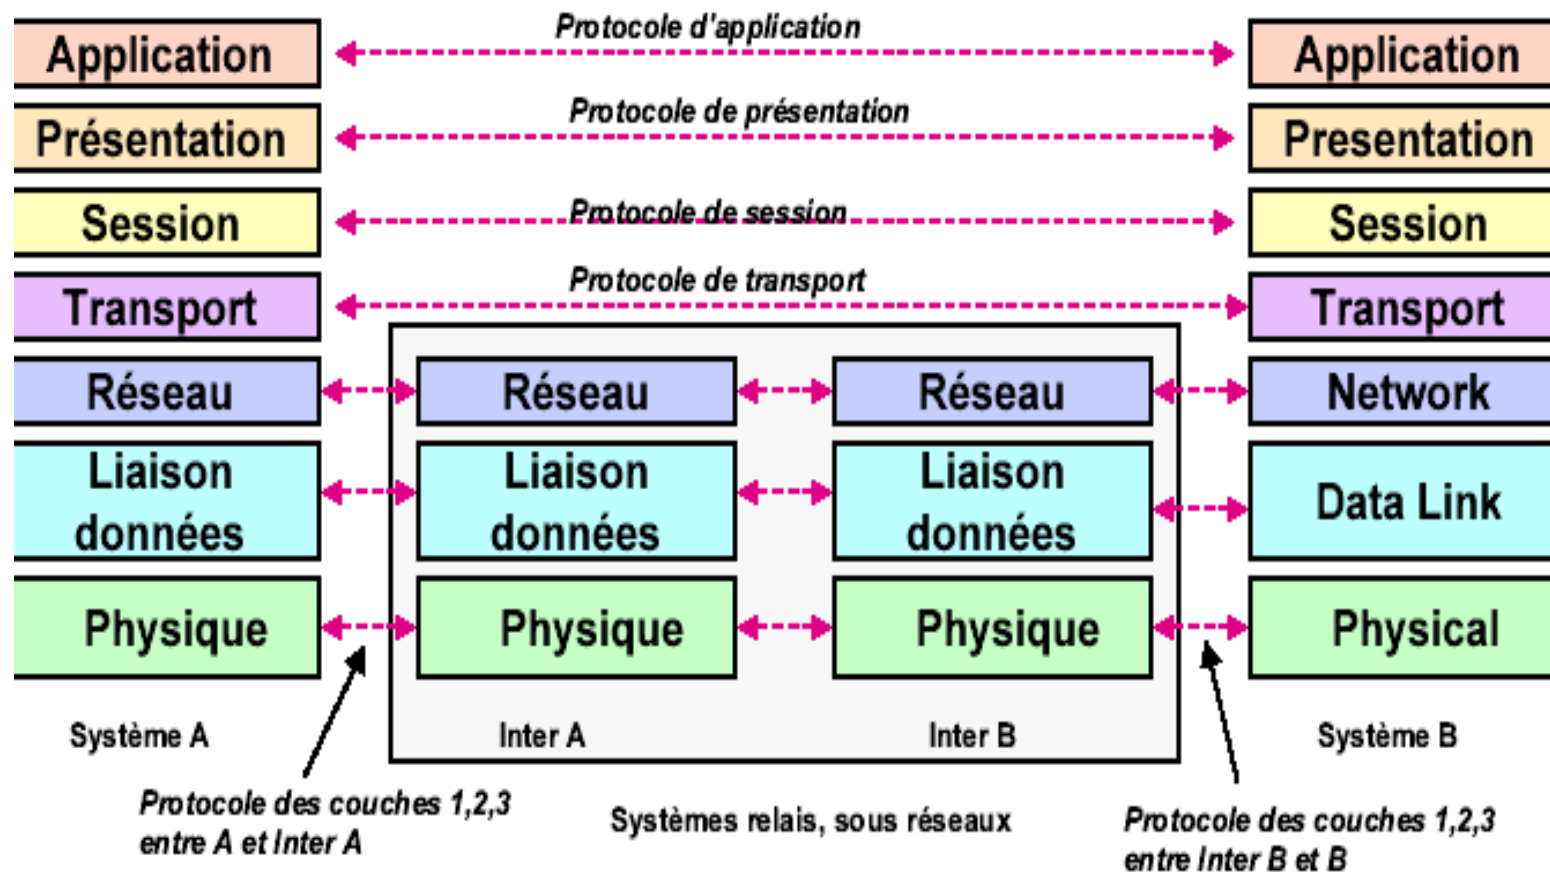 Protocole d'application
Application
Application
Protocole de présentation
Présentation
Presentation
Protocole de session
Session
Session
Protocole de transport
Transport
Transport
Réseau
Réseau
Réseau
Network
Liaison
données
Liaison
données
Liaison
données
Data Link
Physique
Physique
Physique
Physical
Système A
Inter A
Inter B
Système B
Protocole des couches 1,2,3
entre A et Inter A
Systèmes relais, sous réseaux
Protocole des couches 1,2,3
entre Inter B et B